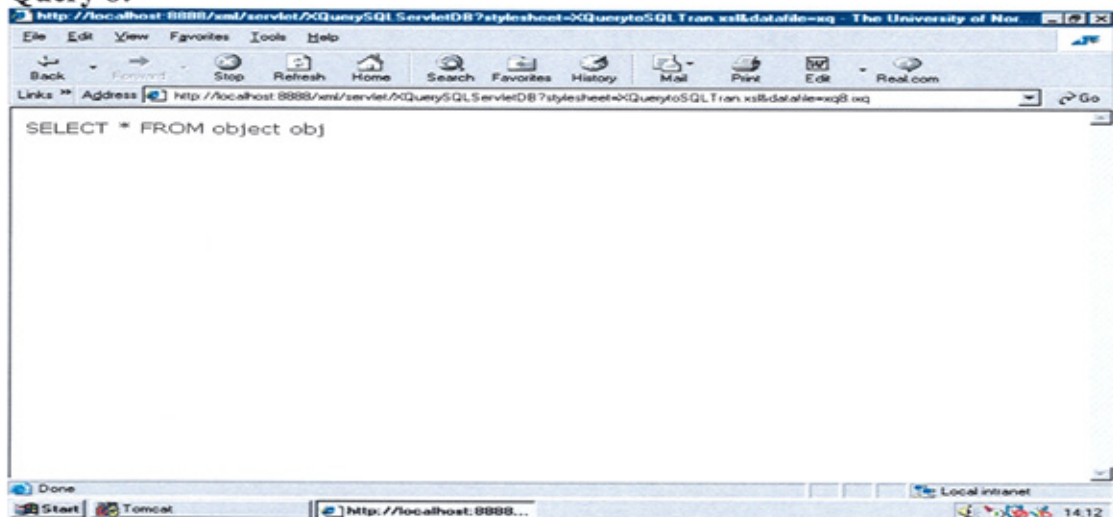 Query 8:
http://localhost:8888/xml/servlet/XQuerySQLServletDB?stylesheet=XQuerytoSQLTran.xsl&datafile=xq - The University of Nor...
File Edit View Favorites Tools Help
Back Forward Stop Refresh Home Search Favorites History Mail Print Edit Real.com
Links » Address http://localhost:8888/xml/servlet/XQuerySQLServletDB?stylesheet=XQuerytoSQLTran.xsl&datafile=xq8.ixq Go
SELECT * FROM object obj
Done Local intranet
Start Tomcat http://localhost:8888... 14:12